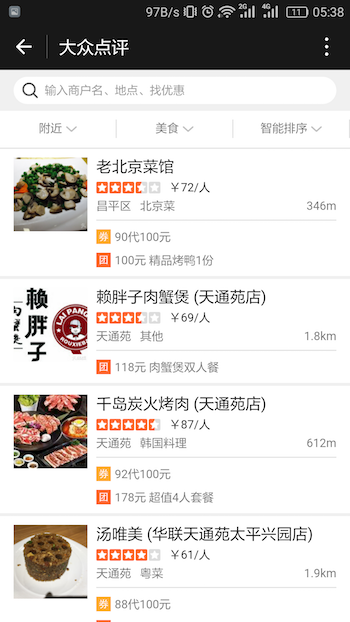 97B/s 2G 4G 11 05:38
大众点评
输入商户名、地点、找优惠
附近 美食 智能排序
老北京菜馆
￥72/人
昌平区 北京菜 346m
券 90代100元
团 100元 精品烤鸭1份
赖胖子 肉蟹煲 LAI PANG ROUXIEBAO
赖胖子肉蟹煲 (天通苑店)
￥69/人
天通苑 其他 1.8km
团 118元 肉蟹煲双人餐
千岛炭火烤肉 (天通苑店)
￥87/人
天通苑 韩国料理 612m
券 92代100元
团 178元 超值4人套餐
汤唯美 (华联天通苑太平兴园店)
￥61/人
天通苑 粤菜 1.9km
券 88代100元